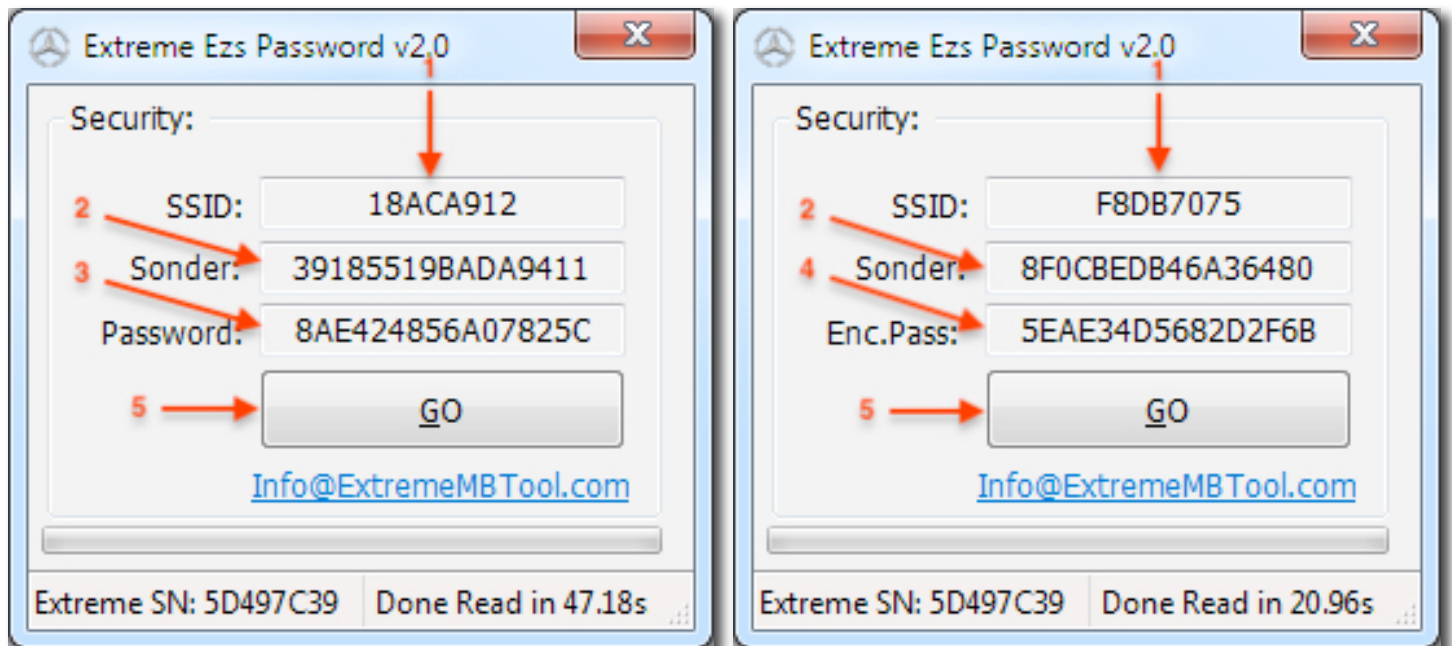 Extreme Ezs Password v2.0
1
Security:
SSID: 18ACA912
2
Sonder: 39185519BADA9411
3
Password: 8AE424856A07825C
5
GO
Info@ExtremeMBTool.com
Extreme SN: 5D497C39 Done Read in 47.18s
Extreme Ezs Password v2.0
1
Security:
SSID: F8DB7075
2
Sonder: 8F0CBEDB46A36480
4
Enc.Pass: 5EAE34D5682D2F6B
5
GO
Info@ExtremeMBTool.com
Extreme SN: 5D497C39 Done Read in 20.96s